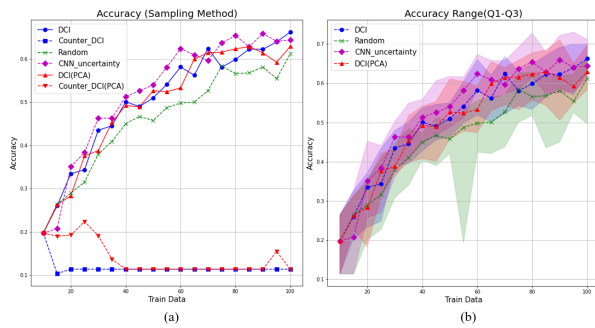 Accuracy (Sampling Method)
DCI
Counter_DCI
Random
CNN_uncertainty
DCI(PCA)
Counter_DCI(PCA)
0.6
0.5
0.4
0.3
0.2
0.1
Accuracy
20 40 60 80 100
Train Data
(a)
Accuracy Range(Q1-Q3)
DCI
Random
CNN_uncertainty
DCI(PCA)
0.7
0.6
0.5
0.4
0.3
0.2
0.1
Accuracy
20 40 60 80 100
Train Data
(b)